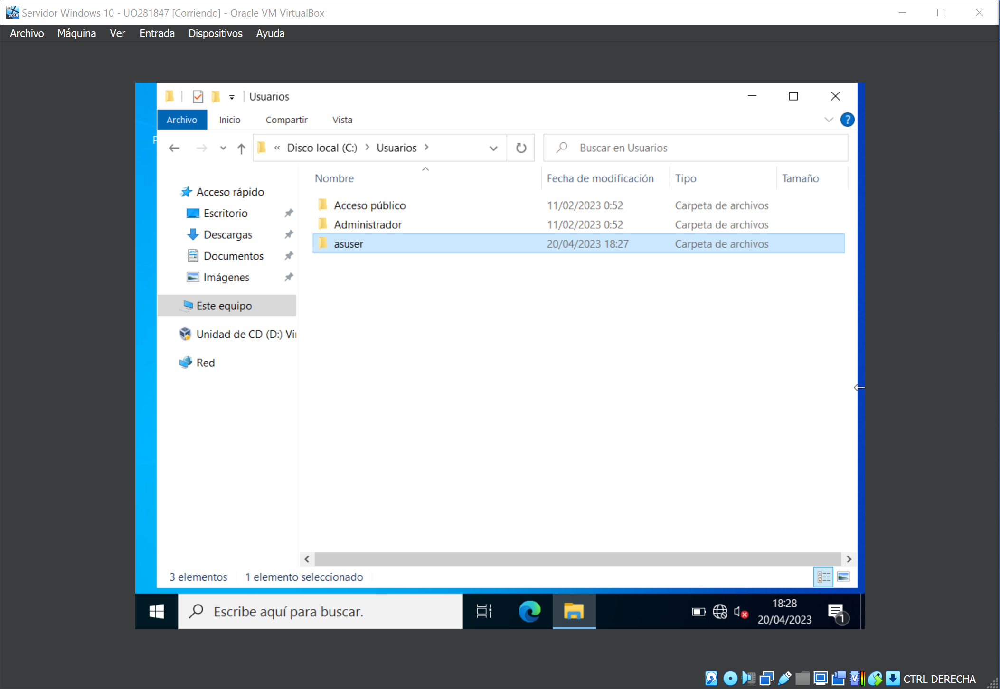 Servidor Windows 10 - UO281847 [Corriendo] - Oracle VM VirtualBox
Archivo Máquina Ver Entrada Dispositivos Ayuda
Usuarios
Archivo Inicio Compartir Vista
« Disco local (C:) > Usuarios >
Buscar en Usuarios
Nombre Fecha de modificación Tipo Tamaño
Acceso rápido
Escritorio
Descargas
Documentos
Imágenes
Este equipo
Unidad de CD (D:) Vi
Red
Acceso público 11/02/2023 0:52 Carpeta de archivos
Administrador 11/02/2023 0:52 Carpeta de archivos
asuser 20/04/2023 18:27 Carpeta de archivos
3 elementos 1 elemento seleccionado
Escribe aquí para buscar.
18:28
20/04/2023
1
CTRL DERECHA